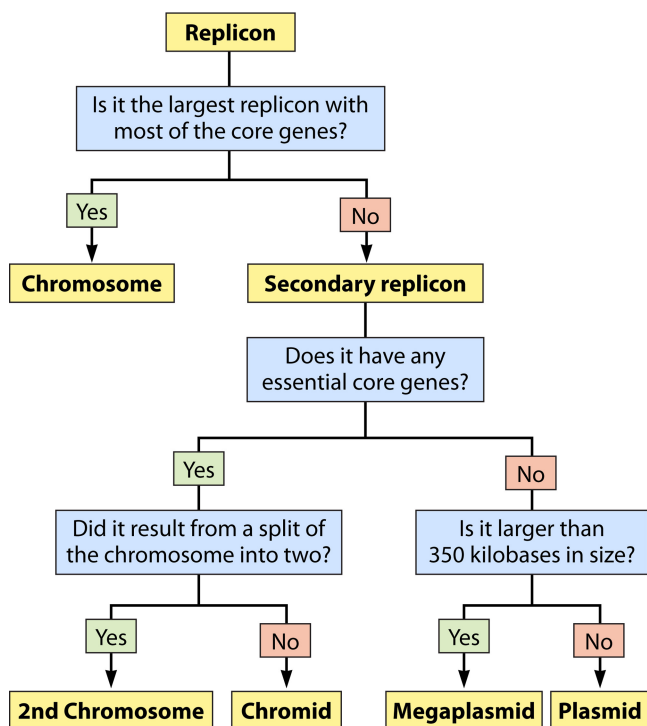 Replicon
Is it the largest replicon with
most of the core genes?
Yes
No
Chromosome
Secondary replicon
Does it have any
essential core genes?
Yes
No
Did it result from a split of
the chromosome into two?
Is it larger than
350 kilobases in size?
Yes
No
Yes
No
2nd Chromosome
Chromid
Megaplasmid
Plasmid